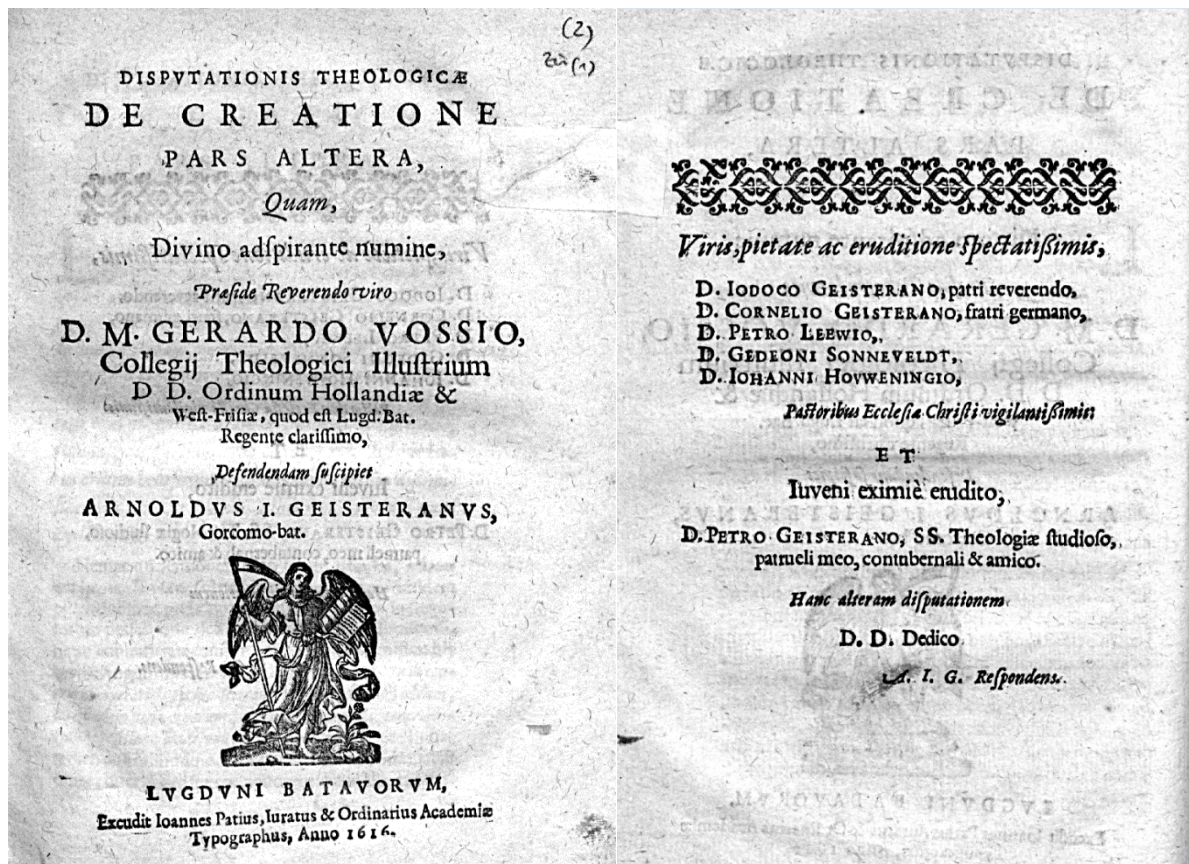 (2)
zu (1)
DISPVTATIONIS THEOLOGICÆ
DE CREATIONE
PARS ALTERA,
Quam,
Divino adſpirante numine,
Præſide Reverendo viro
D. M. GERARDO VOSSIO,
Collegij Theologici Illuſtrium
D D. Ordinum Hollandiæ &
Weſt-Friſiæ, quod eſt Lugd. Bat.
Regente clariſſimo,
Defendendam ſuſcipiet
ARNOLDVS I. GEISTERANVS,
Gorcomo-bat.
LVGDVNI BATAVORVM,
Excudit Ioannes Patius, Iuratus & Ordinarius Academiæ
Typographus, Anno 1616.
Viris, pietate ac eruditione ſpectatißimis,
D. IODOCO GEISTERANO, patri reverendo,
D. CORNELIO GEISTERANO, fratri germano,
D. PETRO LEEWIO,
D. GEDEONI SONNEVELDT,
D. IOHANNI HOVWENINGIO,
Paſtoribus Eccleſiæ Chriſti vigilantißimis
ET
Iuveni eximiè erudito,
D. PETRO GEISTERANO, SS. Theologiæ ſtudioſo,
patrueli meo, contubernali & amico.
Hanc alteram diſputationem
D. D. Dedico
A. I. G. Reſpondens.